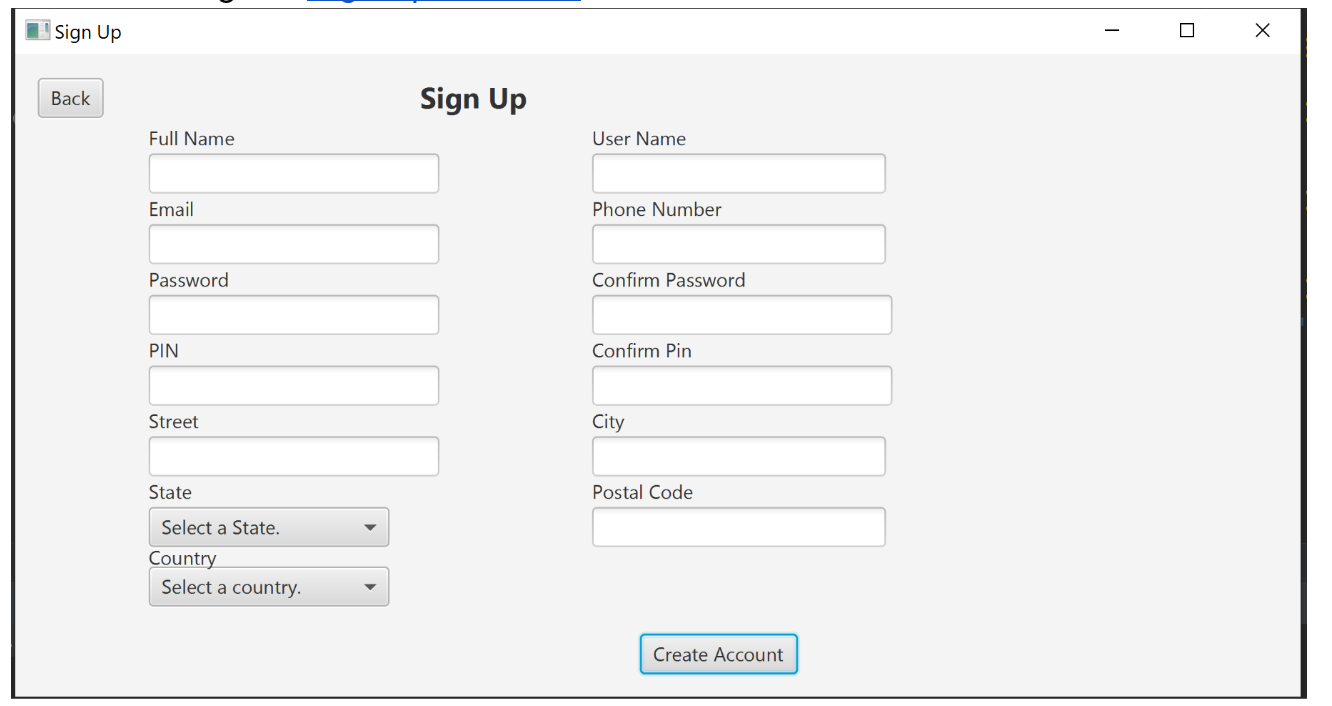 Sign Up
Back
Sign Up
Full Name
User Name
Email
Phone Number
Password
Confirm Password
PIN
Confirm Pin
Street
City
State
Postal Code
Select a State.
Country
Select a country.
Create Account